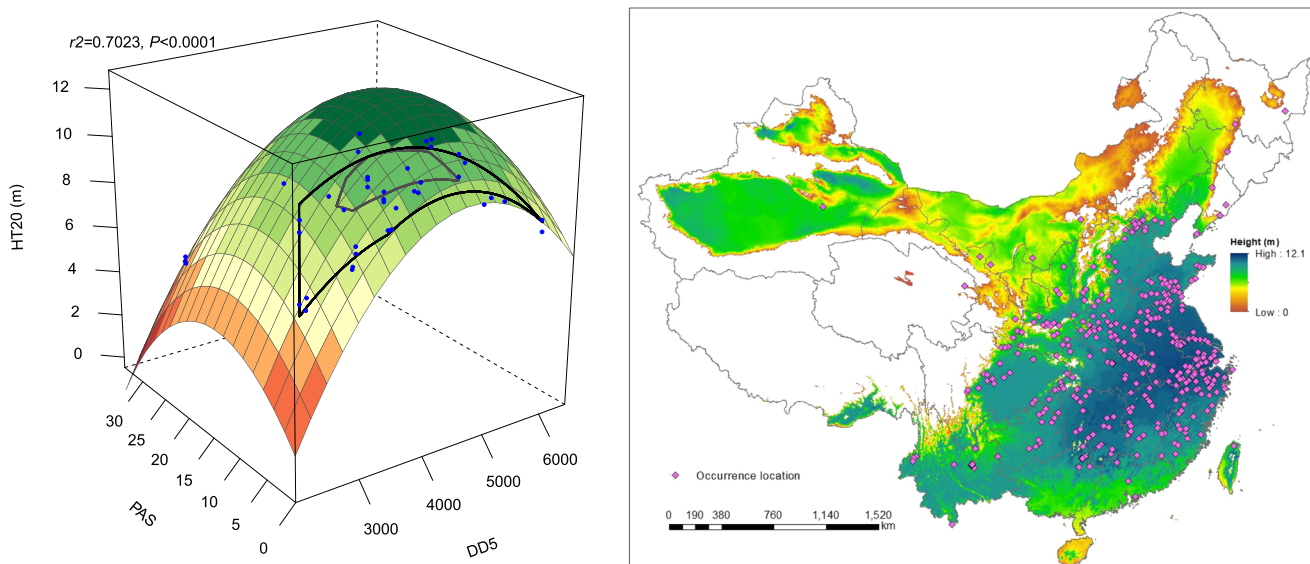 r2=0.7023, P<0.0001
12
10
8
6
4
2
0
HT20 (m)
30
25
20
15
10
5
0
PAS
3000
4000
5000
6000
DD5
Height (m)
High : 12.1
Low : 0
Occurrence location
0 190 380 760 1,140 1,520
km